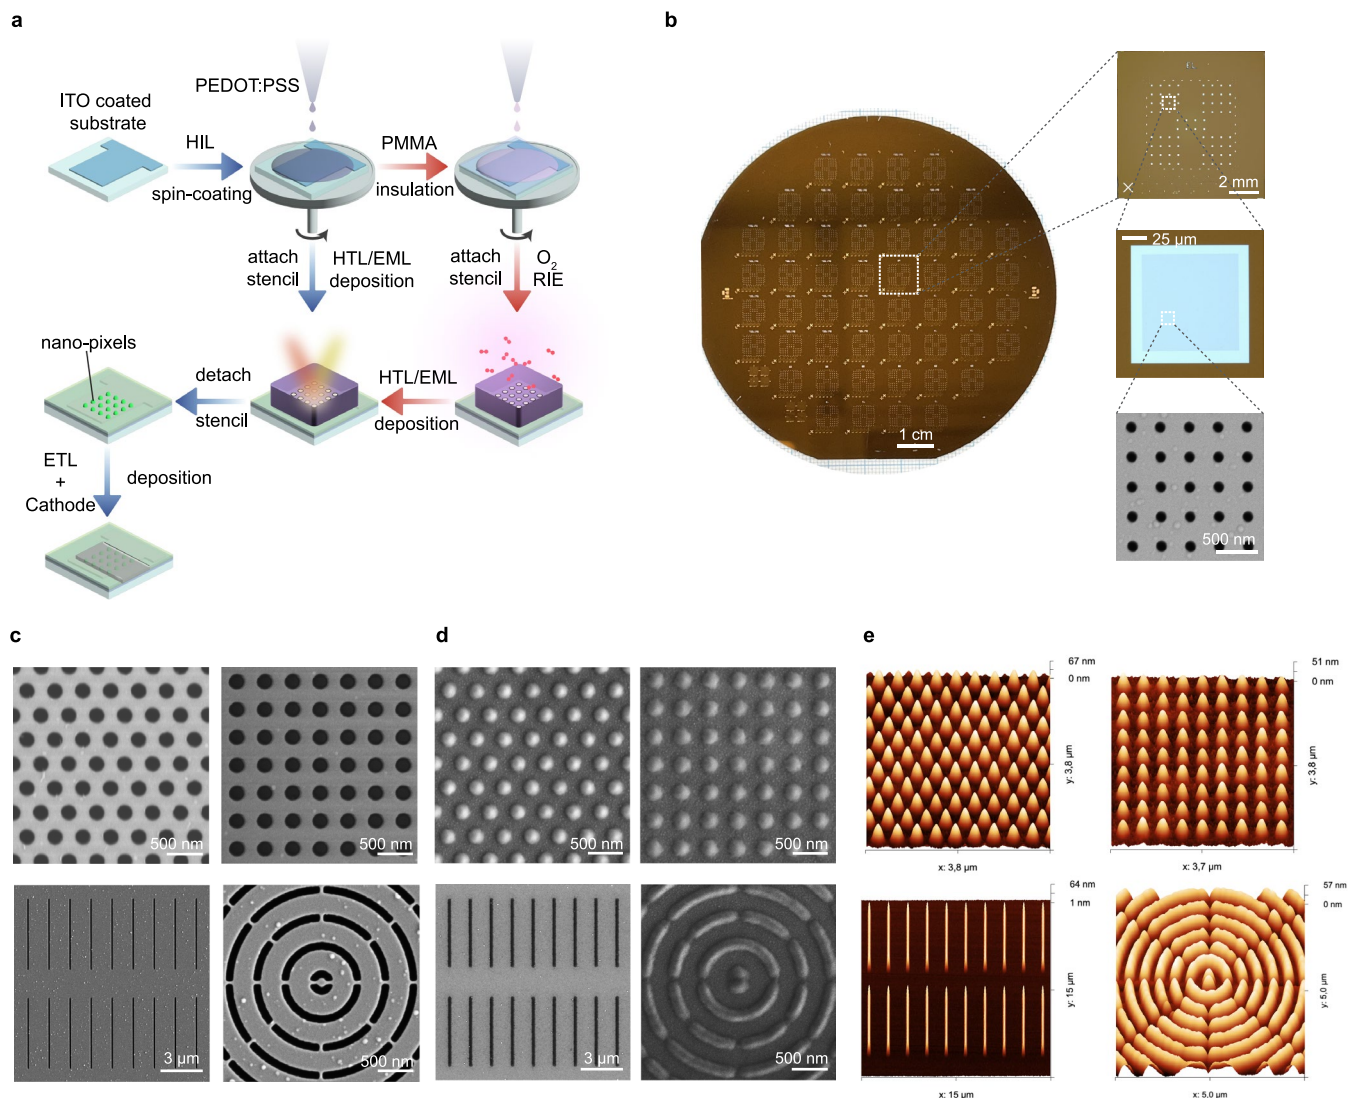 a
PEDOT:PSS
ITO coated
substrate
HIL
spin-coating
PMMA
insulation
attach
stencil
HTL/EML
deposition
attach
stencil
O2
RIE
nano-pixels
detach
stencil
HTL/EML
deposition
ETL
+
Cathode
deposition
b
1 cm
2 mm
25 µm
500 nm
c
500 nm
500 nm
3 µm
500 nm
d
500 nm
500 nm
3 µm
500 nm
e
67 nm
0 nm
y: 3,8 µm
x: 3,8 µm
51 nm
0 nm
y: 3,8 µm
x: 3,7 µm
64 nm
1 nm
y: 15 µm
x: 15 µm
57 nm
0 nm
y: 5,0 µm
x: 5,0 µm